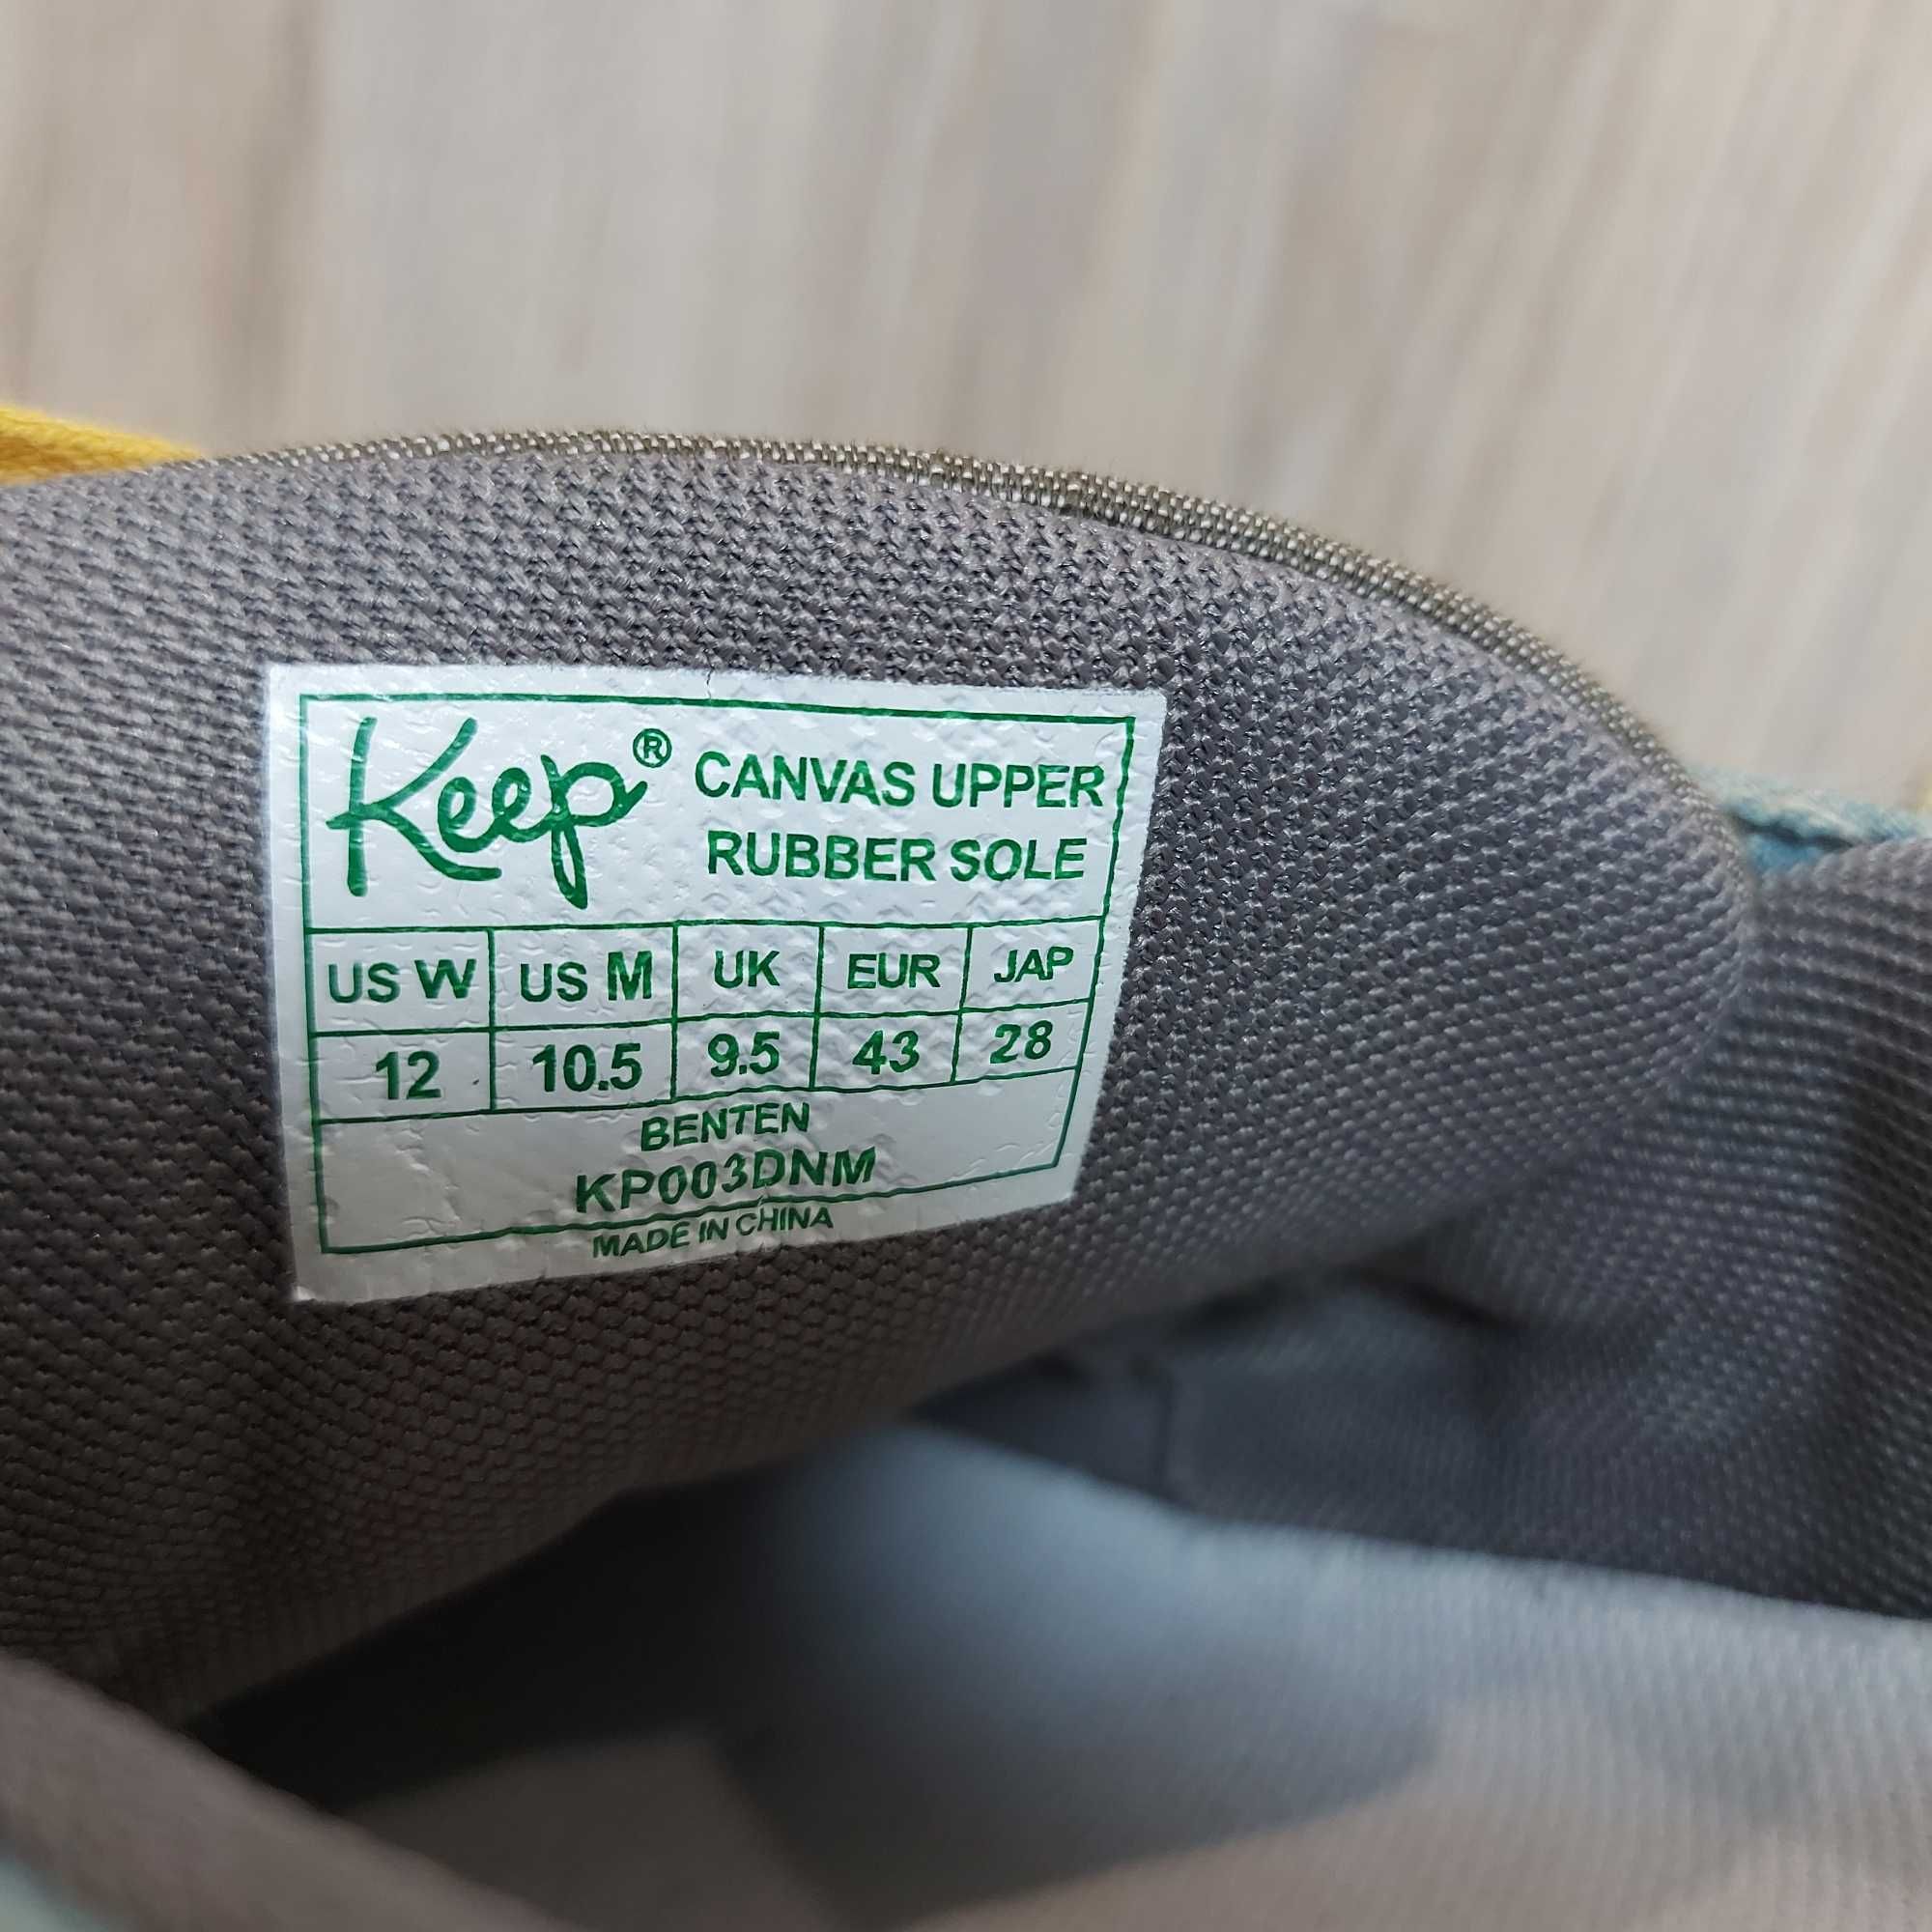 Keep® CANVAS UPPER
RUBBER SOLE
US W US M UK EUR JAP
12 10.5 9.5 43 28
BENTEN
KP003DNM
MADE IN CHINA